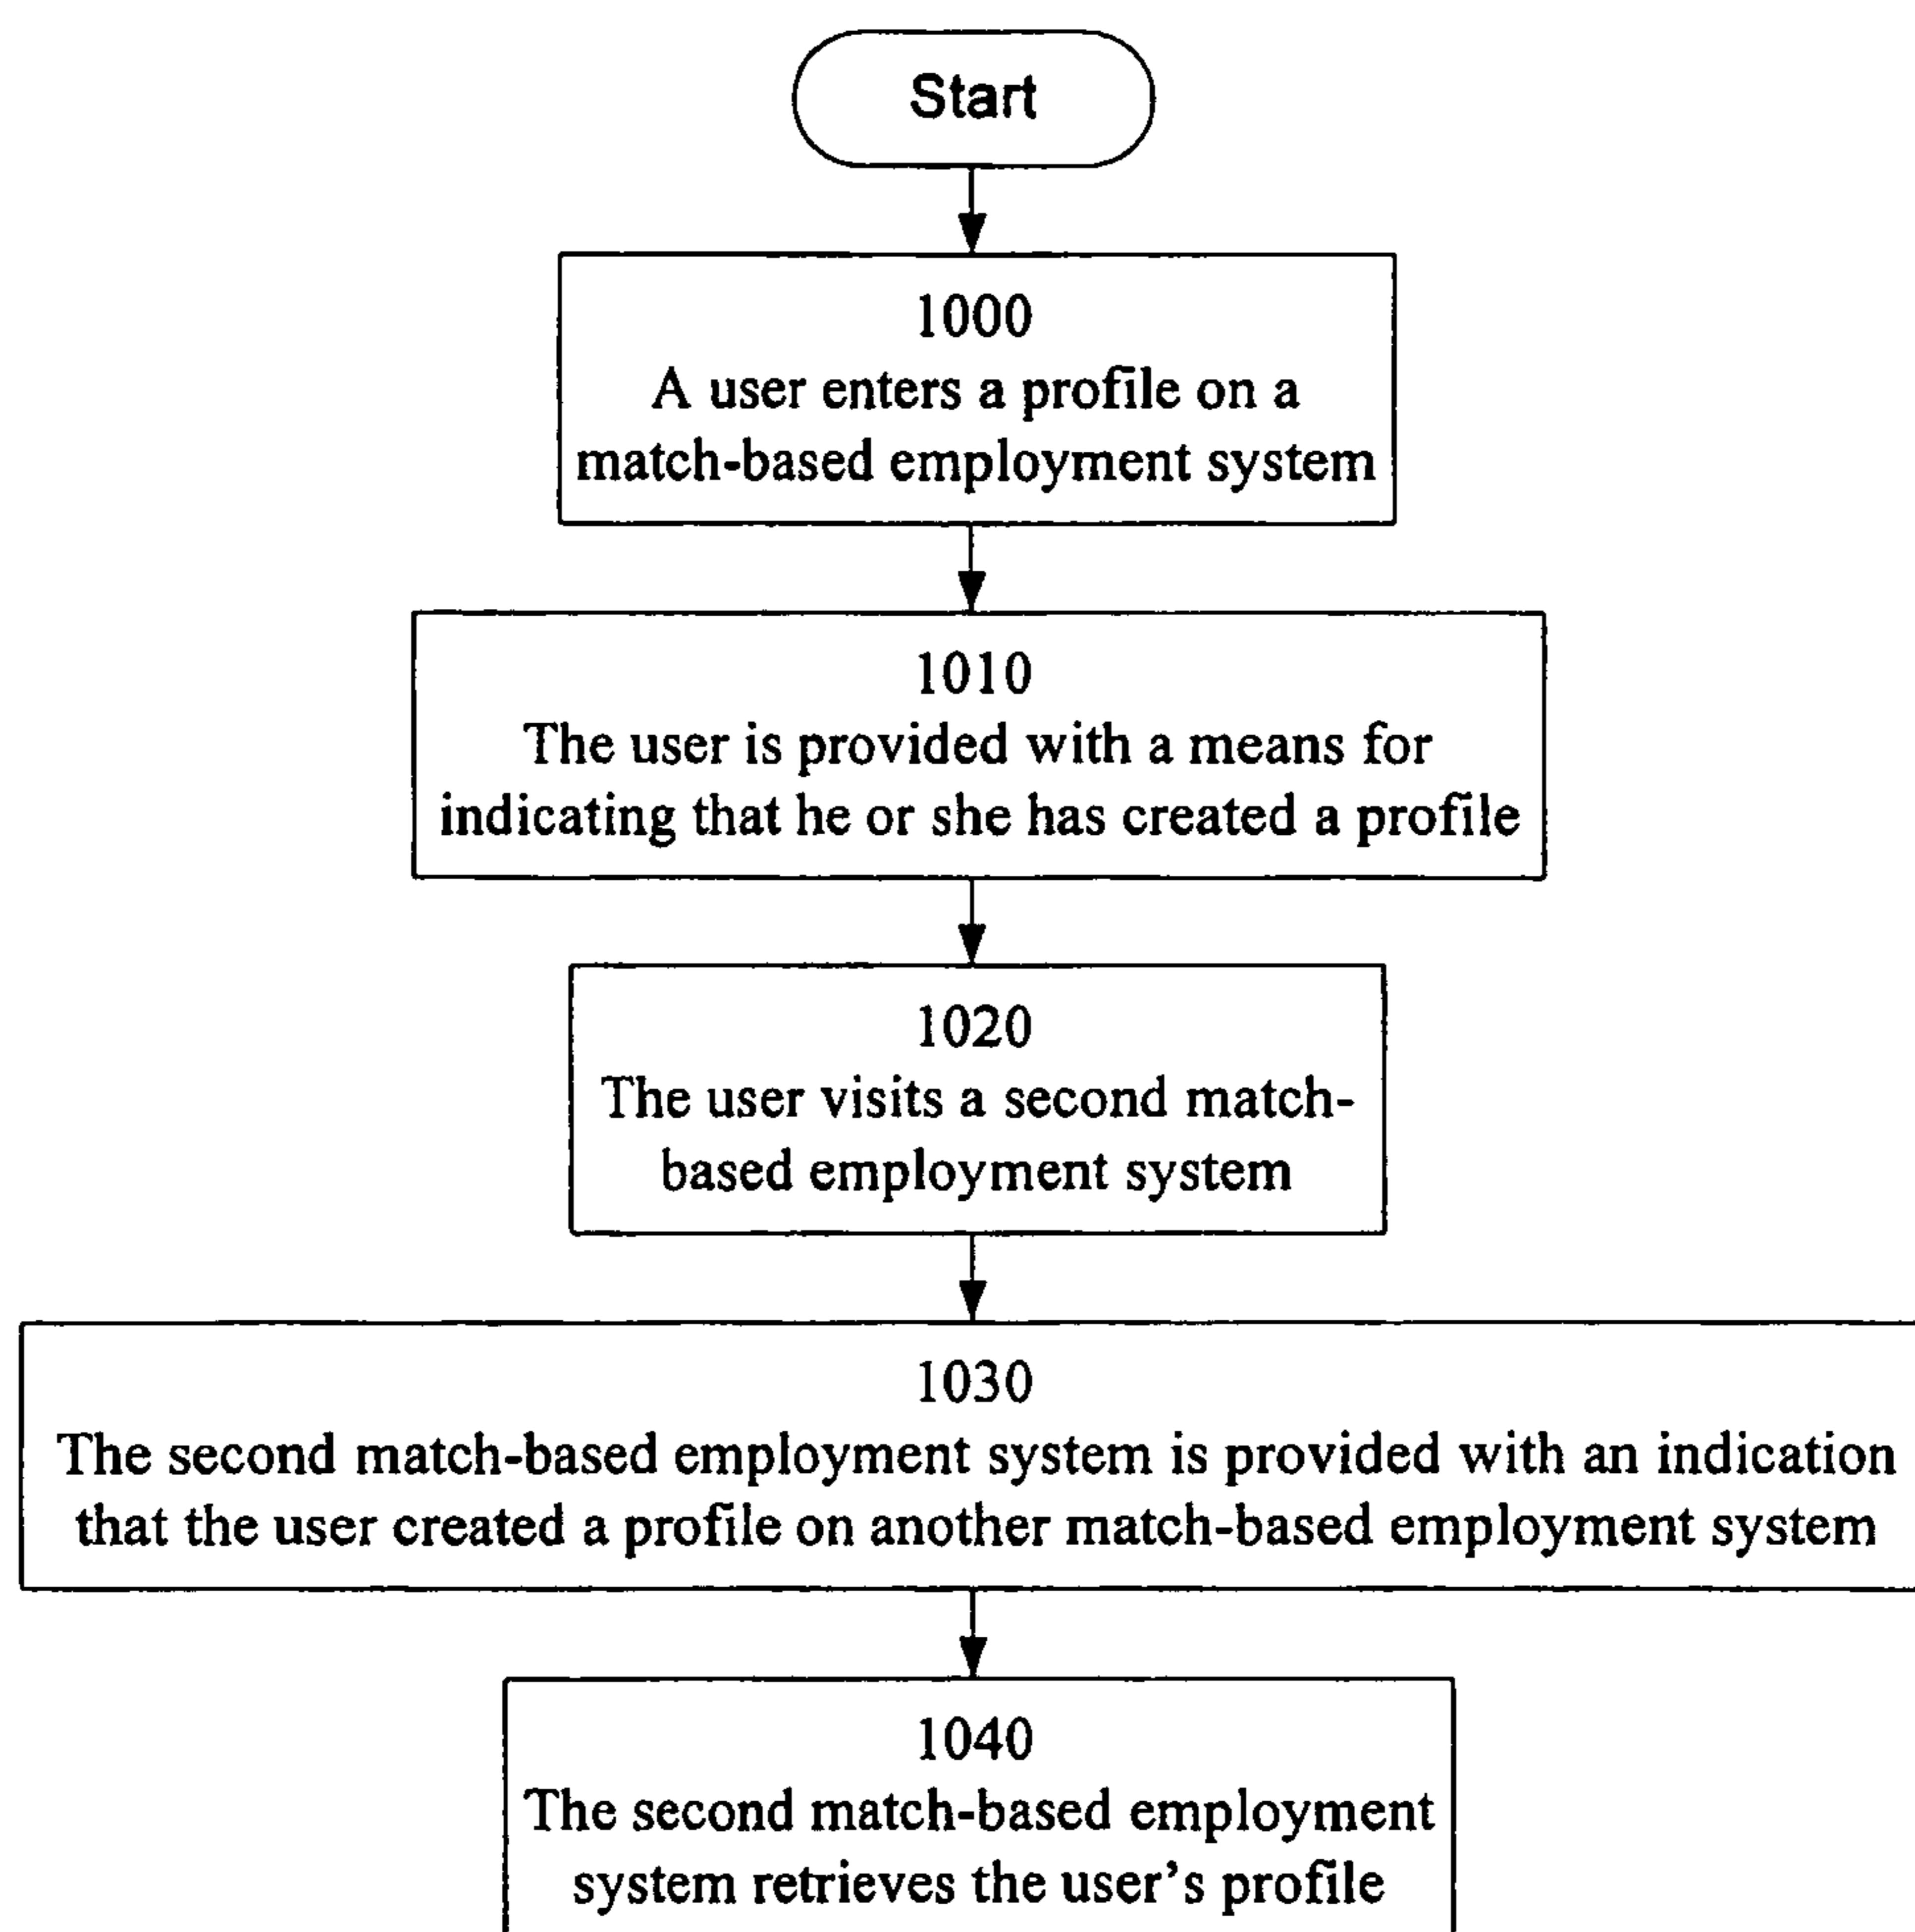 Start
1000
A user enters a profile on a
match-based employment system
1010
The user is provided with a means for
indicating that he or she has created a profile
1020
The user visits a second match-
based employment system
1030
The second match-based employment system is provided with an indication
that the user created a profile on another match-based employment system
1040
The second match-based employment
system retrieves the user's profile